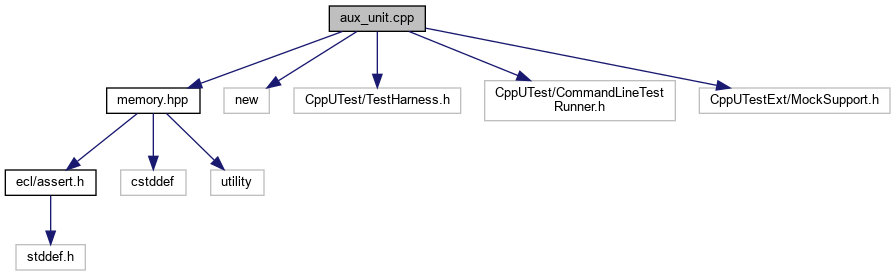 aux_unit.cpp
memory.hpp
new
CppUTest/TestHarness.h
CppUTest/CommandLineTest
Runner.h
CppUTestExt/MockSupport.h
ecl/assert.h
cstddef
utility
stddef.h